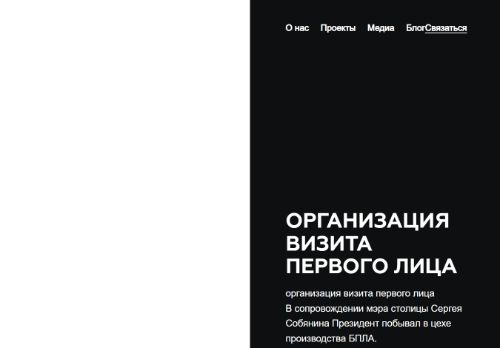 О нас Проекты Медиа БлогСвязаться
ОРГАНИЗАЦИЯ
ВИЗИТА
ПЕРВОГО ЛИЦА
организация визита первого лица
В сопровождении мэра столицы Сергея
Собянина Президент побывал в цехе
производства БПЛА.